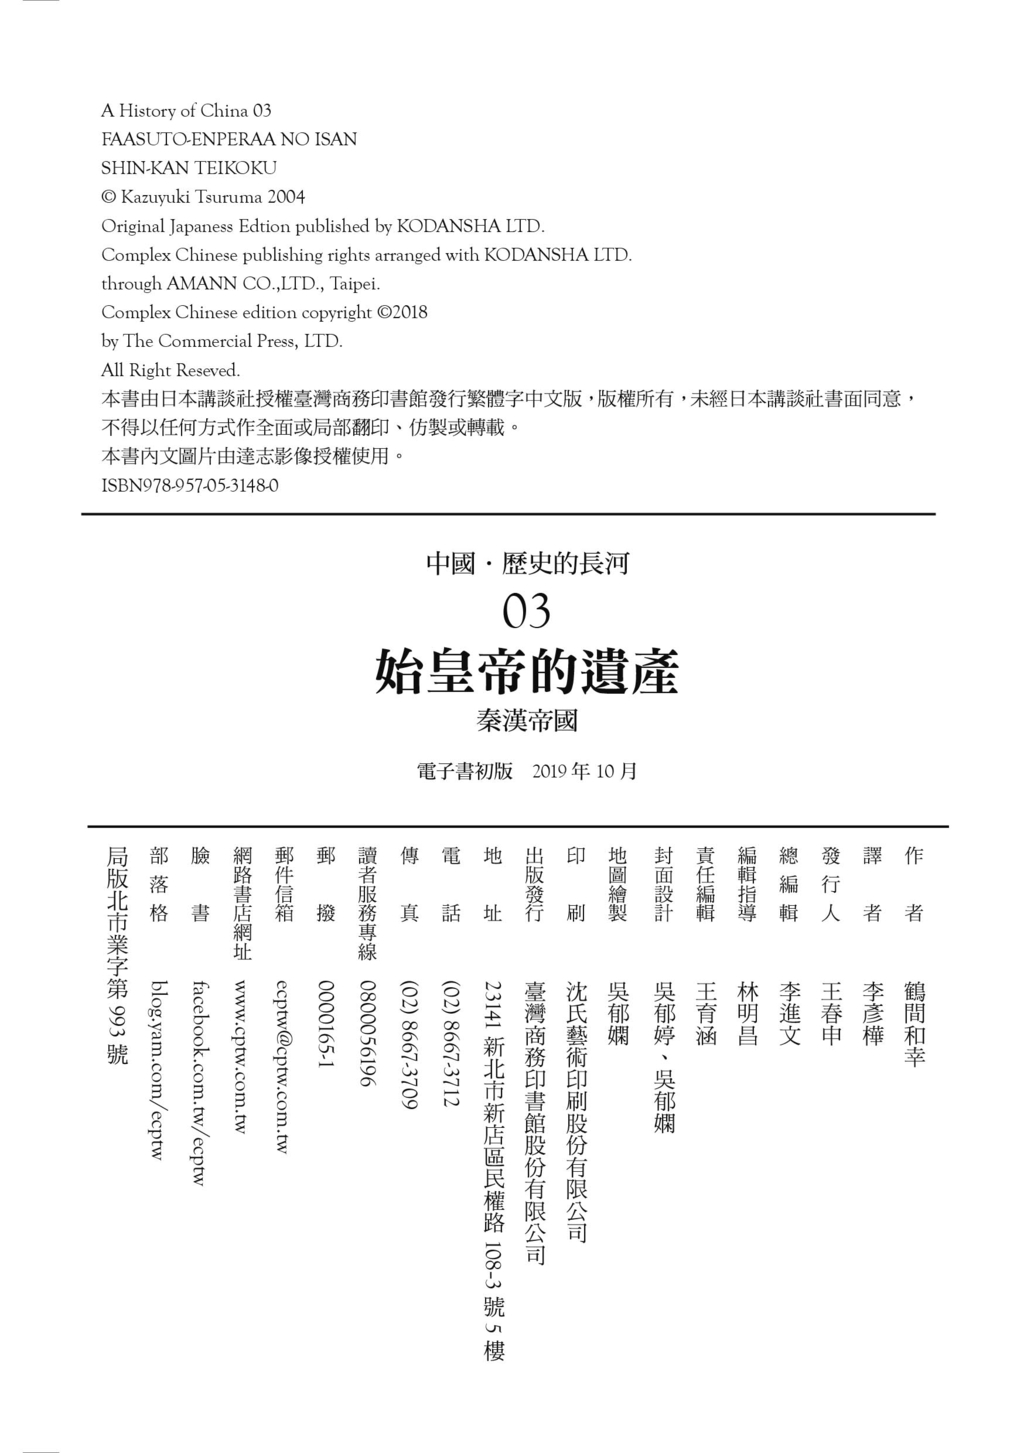 A History of China 03
FAASUTO-ENPERAA NO ISAN
SHIN-KAN TEIKOKU
© Kazuyuki Tsuruma 2004
Original Japaness Edtion published by KODANSHA LTD.
Complex Chinese publishing rights arranged with KODANSHA LTD.
through AMANN CO.,LTD., Taipei.
Complex Chinese edition copyright ©2018
by The Commercial Press, LTD.
All Right Reseved.
本書由日本講談社授權臺灣商務印書館發行繁體字中文版，版權所有，未經日本講談社書面同意，
不得以任何方式作全面或局部翻印、仿製或轉載。
本書內文圖片由達志影像授權使用。
ISBN978-957-05-3148-0
中國・歷史的長河
03
始皇帝的遺產
秦漢帝國
電子書初版 2019 年 10 月
作者 鶴間和幸
譯者 李彥樺
發行人 王春申
總編輯 李進文
編輯指導 林明昌
責任編輯 王育涵
封面設計 吳郁婷、吳郁嫻
地圖繪製 吳郁嫻
印刷 沈氏藝術印刷股份有限公司
出版發行 臺灣商務印書館股份有限公司
地址 23141 新北市新店區民權路 108-3 號 5 樓
電話 (02) 8667-3712
傳真 (02) 8667-3709
讀者服務專線 0800056196
郵撥 0000165-1
郵件信箱 ecptw@cptw.com.tw
網路書店網址 www.cptw.com.tw
臉書 facebook.com.tw/ecptw
部落格 blog.yam.com/ecptw
局版北市業字第 993 號